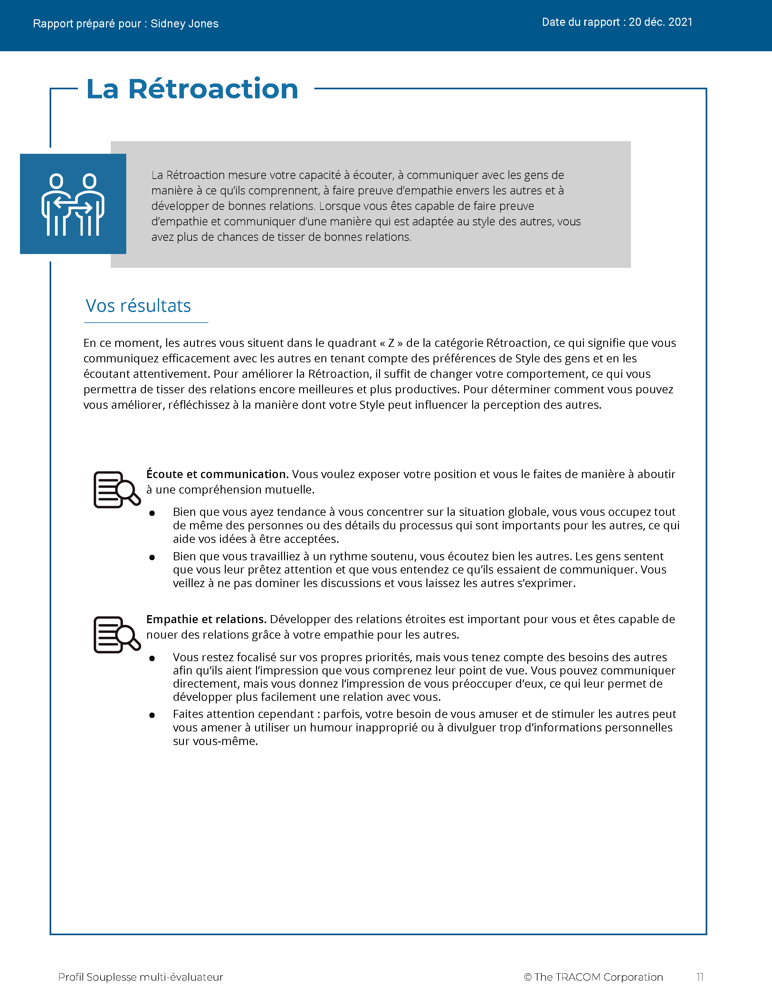 Rapport préparé pour : Sidney Jones
Date du rapport : 20 déc. 2021
La Rétroaction
La Rétroaction mesure votre capacité à écouter, à communiquer avec les gens de
manière à ce qu’ils comprennent, à faire preuve d’empathie envers les autres et à
développer de bonnes relations. Lorsque vous êtes capable de faire preuve
d’empathie et communiquer d’une manière qui est adaptée au style des autres, vous
avez plus de chances de tisser de bonnes relations.
Vos résultats
En ce moment, les autres vous situent dans le quadrant « Z » de la catégorie Rétroaction, ce qui signifie que vous
communiquez efficacement avec les autres en tenant compte des préférences de Style des gens et en les
écoutant attentivement. Pour améliorer la Rétroaction, il suffit de changer votre comportement, ce qui vous
permettra de tisser des relations encore meilleures et plus productives. Pour déterminer comment vous pouvez
vous améliorer, réfléchissez à la manière dont votre Style peut influencer la perception des autres.
Écoute et communication. Vous voulez exposer votre position et vous le faites de manière à aboutir
à une compréhension mutuelle.
● Bien que vous ayez tendance à vous concentrer sur la situation globale, vous vous occupez tout
de même des personnes ou des détails du processus qui sont importants pour les autres, ce qui
aide vos idées à être acceptées.
● Bien que vous travailliez à un rythme soutenu, vous écoutez bien les autres. Les gens sentent
que vous leur prêtez attention et que vous entendez ce qu’ils essaient de communiquer. Vous
veillez à ne pas dominer les discussions et vous laissez les autres s’exprimer.
Empathie et relations. Développer des relations étroites est important pour vous et êtes capable de
nouer des relations grâce à votre empathie pour les autres.
● Vous restez focalisé sur vos propres priorités, mais vous tenez compte des besoins des autres
afin qu’ils aient l’impression que vous comprenez leur point de vue. Vous pouvez communiquer
directement, mais vous donnez l’impression de vous préoccuper d’eux, ce qui leur permet de
développer plus facilement une relation avec vous.
● Faites attention cependant : parfois, votre besoin de vous amuser et de stimuler les autres peut
vous amener à utiliser un humour inapproprié ou à divulguer trop d’informations personnelles
sur vous-même.
Profil Souplesse multi-évaluateur
© The TRACOM Corporation
11